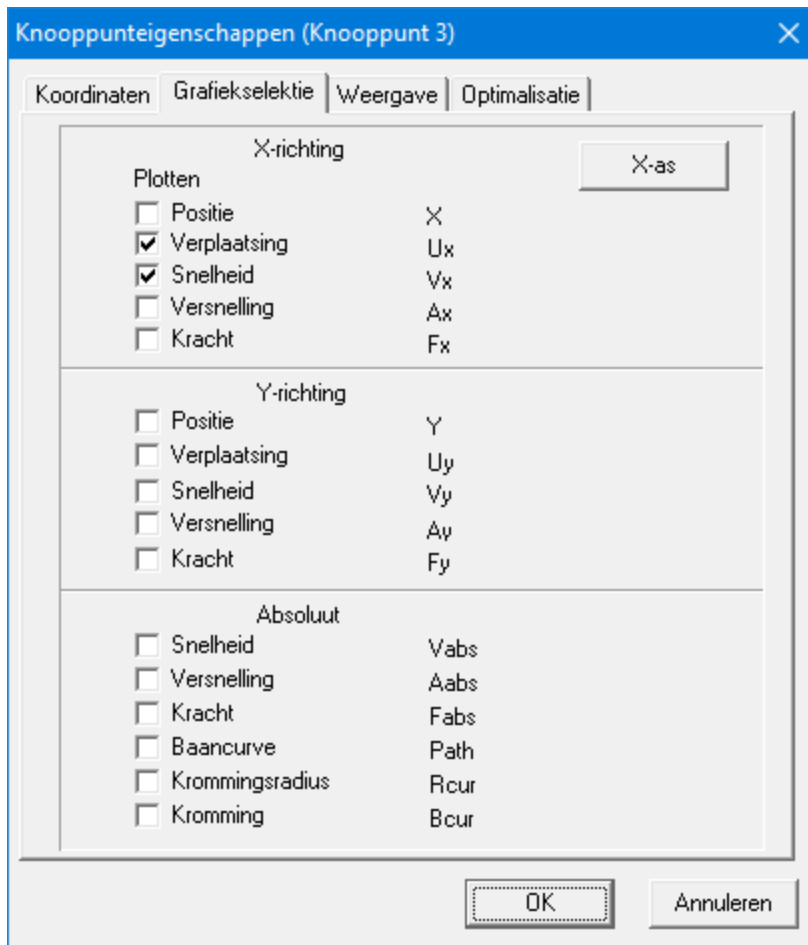 Knooppunteigenschappen (Knooppunt 3)
Koordinaten Grafiekselektie Weergave Optimalisatie
X-richting
X-as
Plotten
Positie X
Verplaatsing Ux
Snelheid Vx
Versnelling Ax
Kracht Fx
Y-richting
Positie Y
Verplaatsing Uy
Snelheid Vy
Versnelling Ay
Kracht Fy
Absoluut
Snelheid Vabs
Versnelling Aabs
Kracht Fabs
Baancurve Path
Krommingsradius Rcur
Kromming Bcur
OK Annuleren